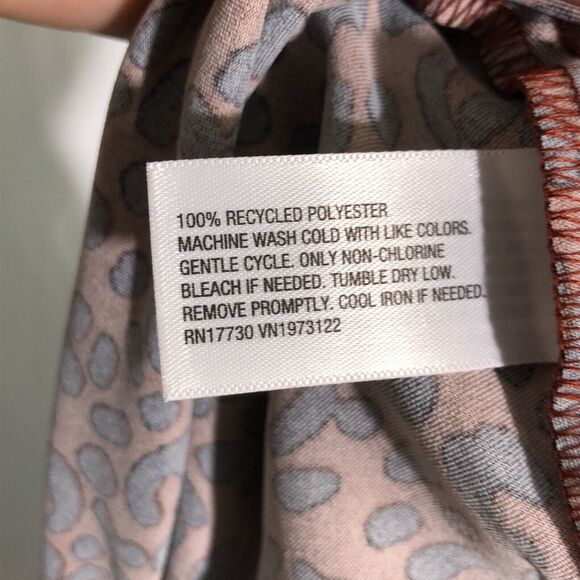 100% RECYCLED POLYESTER
MACHINE WASH COLD WITH LIKE COLORS.
GENTLE CYCLE. ONLY NON-CHLORINE
BLEACH IF NEEDED. TUMBLE DRY LOW.
REMOVE PROMPTLY. COOL IRON IF NEEDED.
RN17730 VN1973122